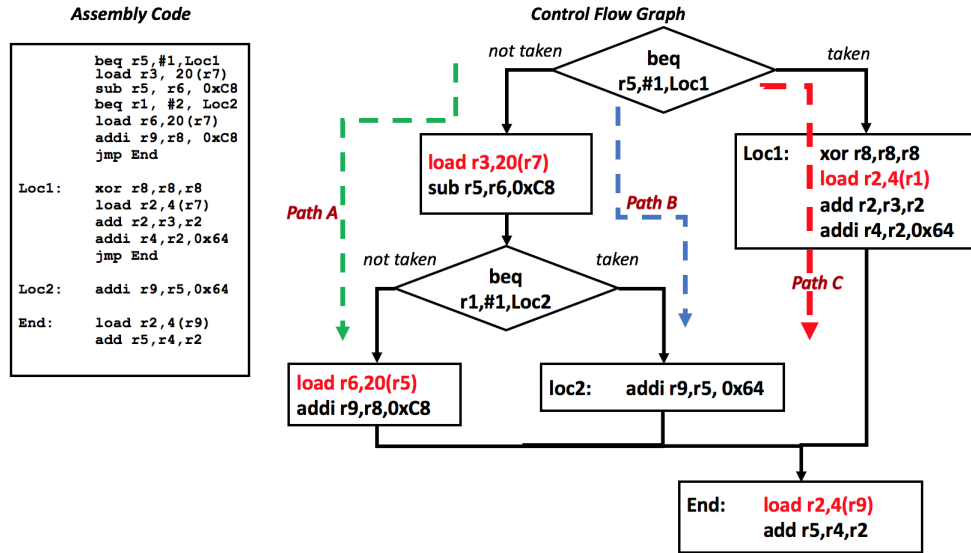 Assembly Code
beq r5,#1,Loc1
load r3, 20(r7)
sub r5, r6, 0xC8
beq r1, #2, Loc2
load r6,20(r7)
addi r9,r8, 0xC8
jmp End
Loc1: xor r8,r8,r8
load r2,4(r7)
add r2,r3,r2
addi r4,r2,0x64
jmp End
Loc2: addi r9,r5,0x64
End: load r2,4(r9)
add r5,r4,r2
Control Flow Graph
not taken
beq
r5,#1,Loc1
taken
load r3,20(r7)
sub r5,r6,0xC8
Loc1: xor r8,r8,r8
load r2,4(r1)
add r2,r3,r2
addi r4,r2,0x64
Path A
Path B
Path C
not taken
beq
r1,#1,Loc2
taken
load r6,20(r5)
addi r9,r8,0xC8
loc2: addi r9,r5, 0x64
End: load r2,4(r9)
add r5,r4,r2